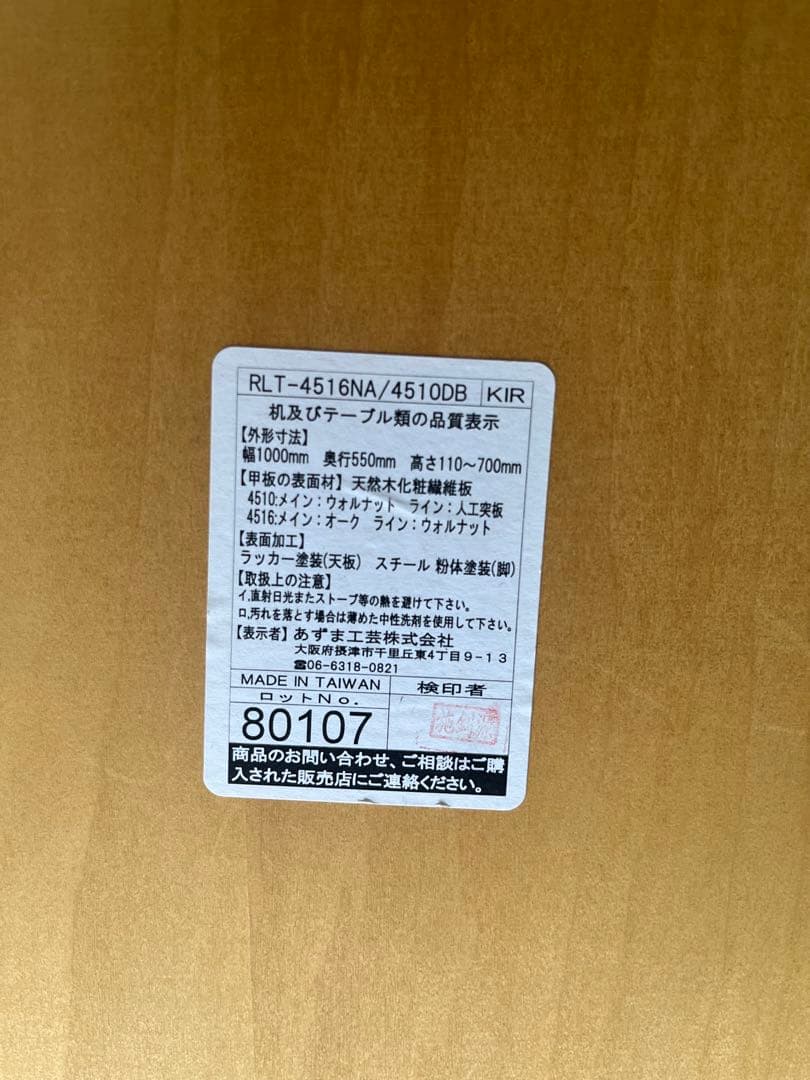 RLT-4516NA/4510DB KIR
机及びテーブル類の品質表示
【外形寸法】
幅1000mm 奥行550mm 高さ110～700mm
【甲板の表面材】天然木化粧繊維板
4510:メイン：ウォルナット ライン：人工突板
4516:メイン：オーク ライン：ウォルナット
【表面加工】
ラッカー塗装(天板) スチール 粉体塗装(脚)
【取扱上の注意】
イ,直射日光またストーブ等の熱を避けて下さい。
ロ,汚れを落とす場合は薄めた中性洗剤を使用して下さい。
【表示者】あずま工芸株式会社
大阪府摂津市千里丘東4丁目9-13
☎06-6318-0821
MADE IN TAIWAN 検印者
ロットNo.
80107
商品のお問い合わせ、ご相談はご購
入された販売店にご連絡ください。